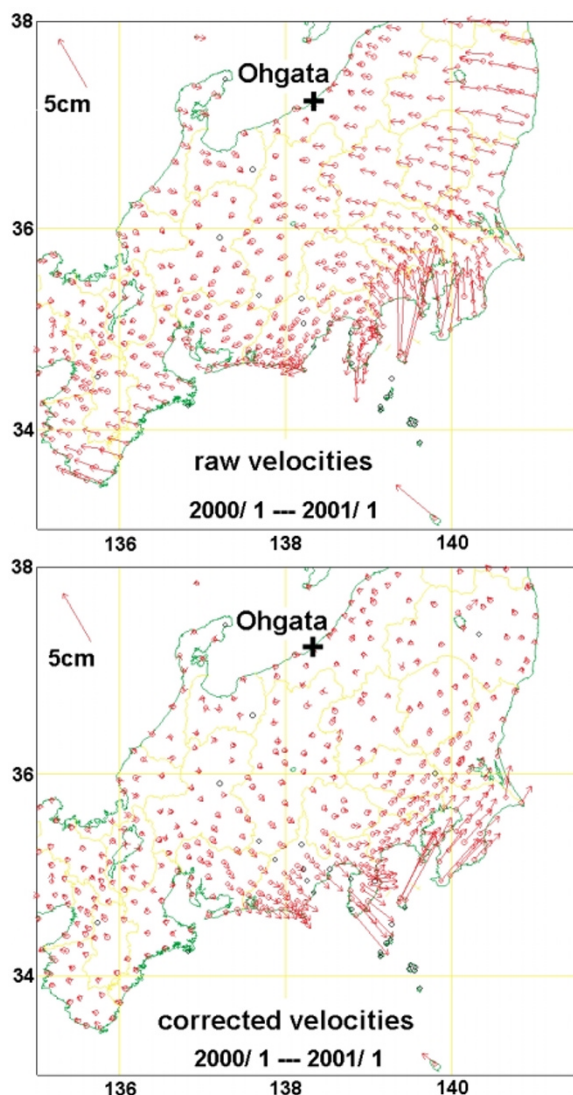 38
Ohgata
5cm
36
34
raw velocities
2000/ 1 --- 2001/ 1
136 138 140
38
Ohgata
5cm
36
34
corrected velocities
2000/ 1 --- 2001/ 1
136 138 140